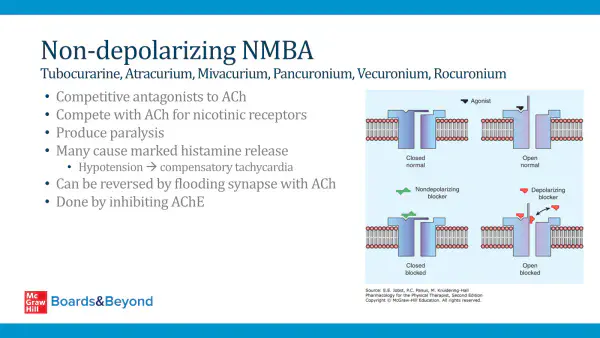 Non-depolarizing NMBA
Tubocurarine, Atracurium, Mivacurium, Pancuronium, Vecuronium, Rocuronium
• Competitive antagonists to ACh
• Compete with ACh for nicotinic receptors
• Produce paralysis
• Many cause marked histamine release
• Hypotension → compensatory tachycardia
• Can be reversed by flooding synapse with ACh
• Done by inhibiting AChE
Agonist
Closed
normal
Open
normal
Nondepolarizing
blocker
Depolarizing
blocker
Closed
blocked
Open
blocked
Source: E.E. Jobst, P.C. Panus, M. Kruidering-Hall
Pharmacology for the Physical Therapist, Second Edition
Copyright © McGraw-Hill Education. All rights reserved.
Mc
Graw
Hill
Boards&Beyond